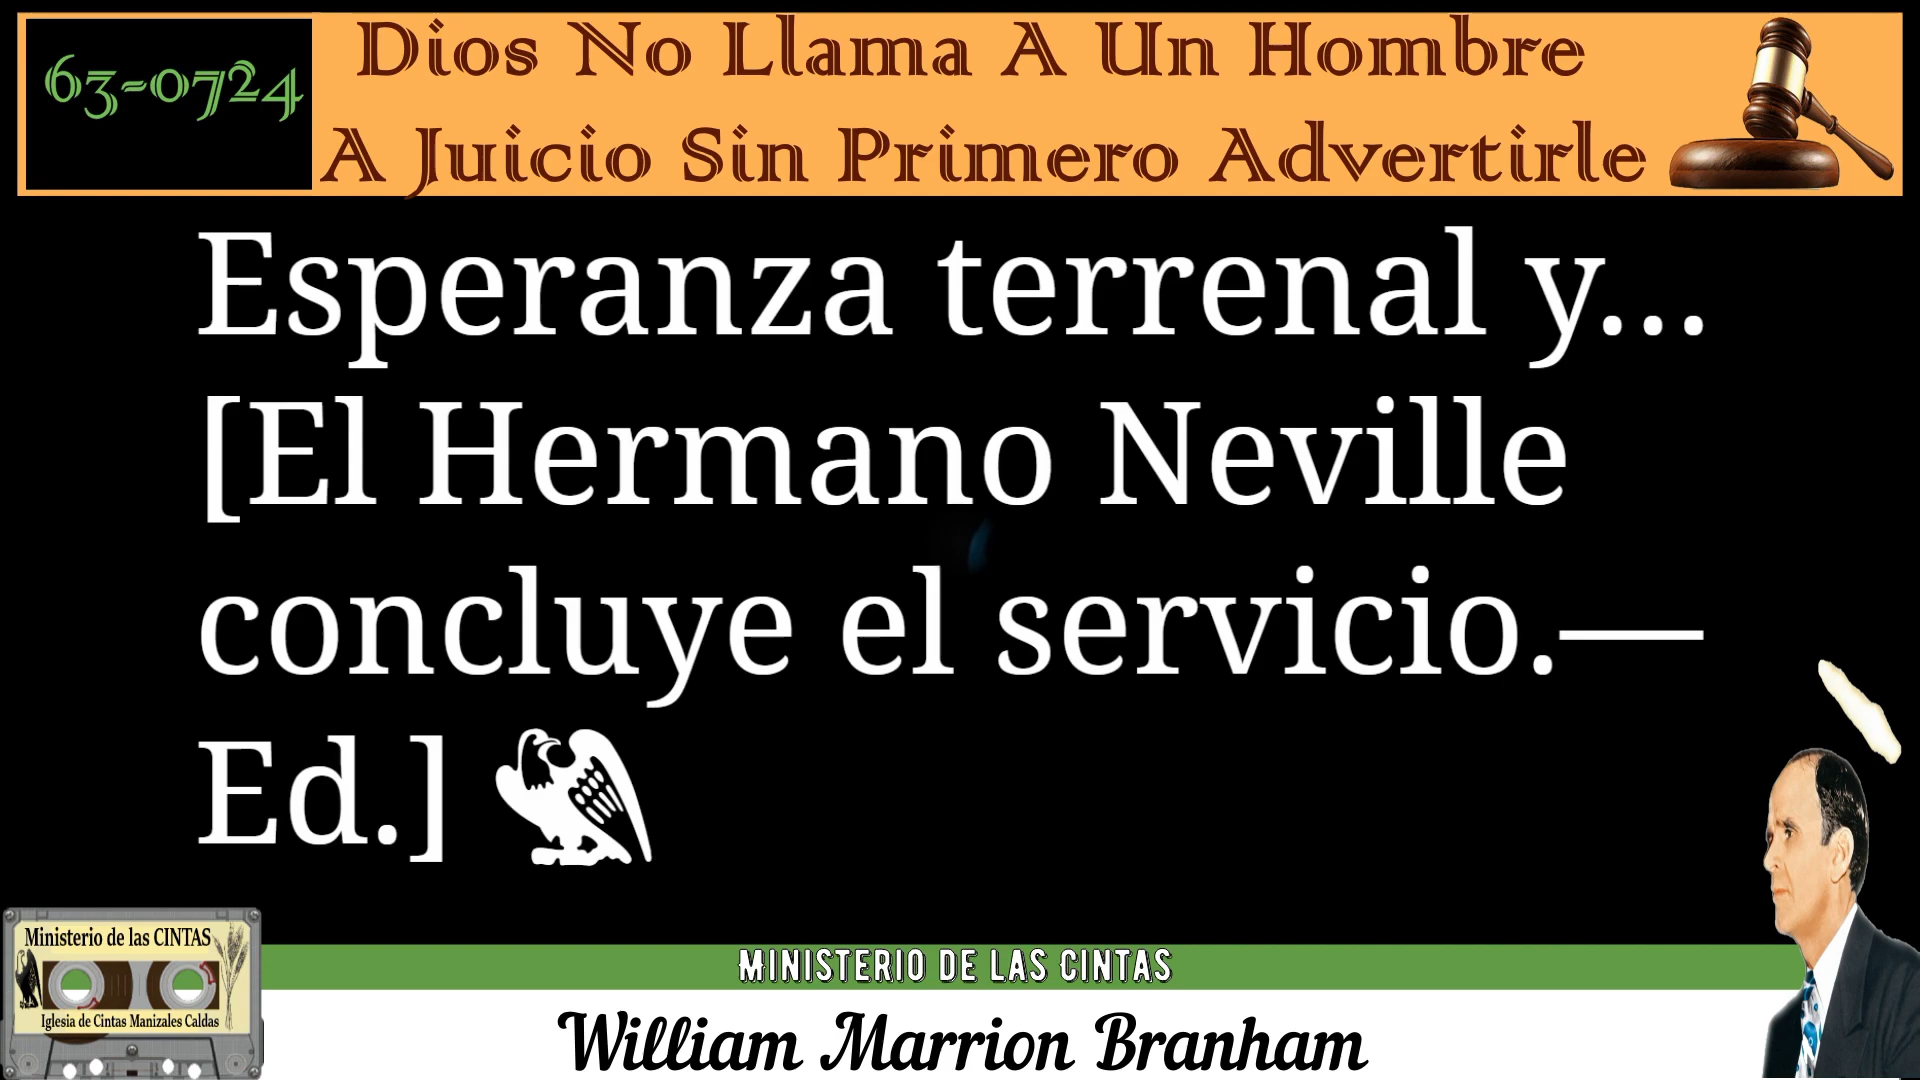 63-0724
Dios No Llama A Un Hombre
A Juicio Sin Primero Advertirle
Esperanza terrenal y...
[El Hermano Neville
concluye el servicio.—
Ed.]
Ministerio de las CINTAS
Iglesia de Cintas Manizales Caldas
MINISTERIO DE LAS CINTAS
William Marrion Branham